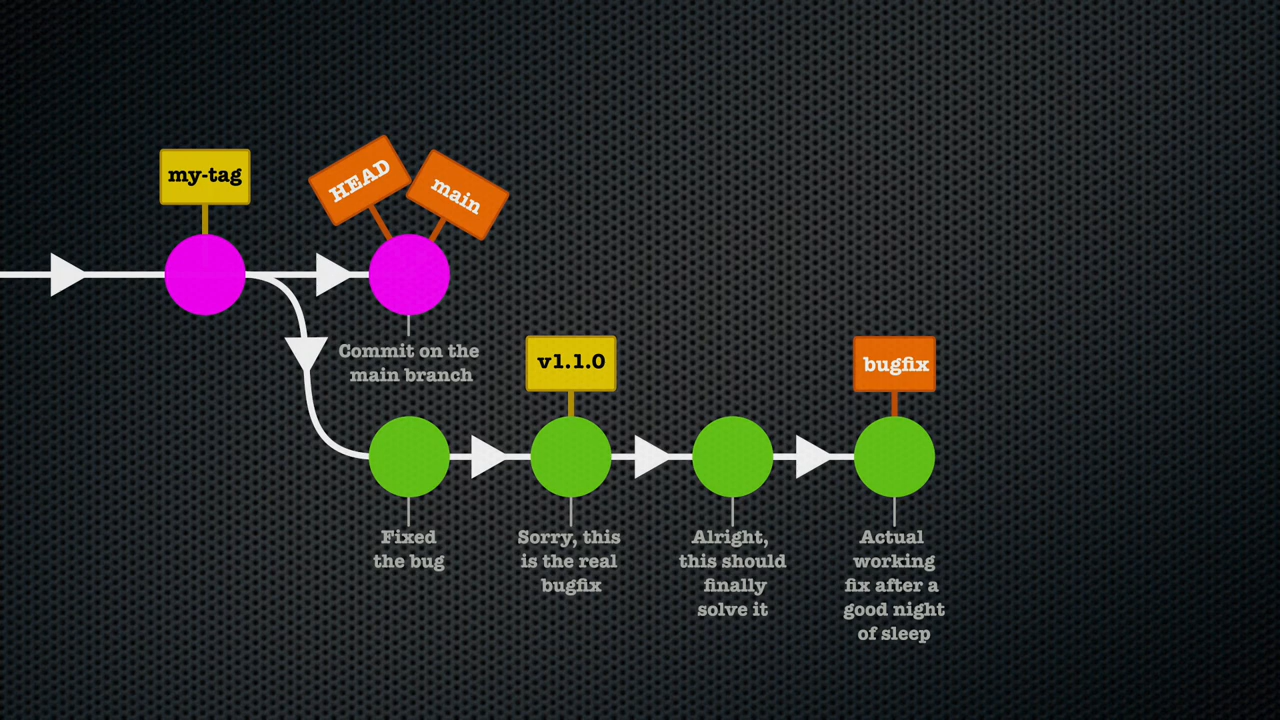 my-tag
HEAD
main
Commit on the
main branch
v1.1.0
bugfix
Fixed
the bug
Sorry, this
is the real
bugfix
Alright,
this should
finally
solve it
Actual
working
fix after a
good night
of sleep